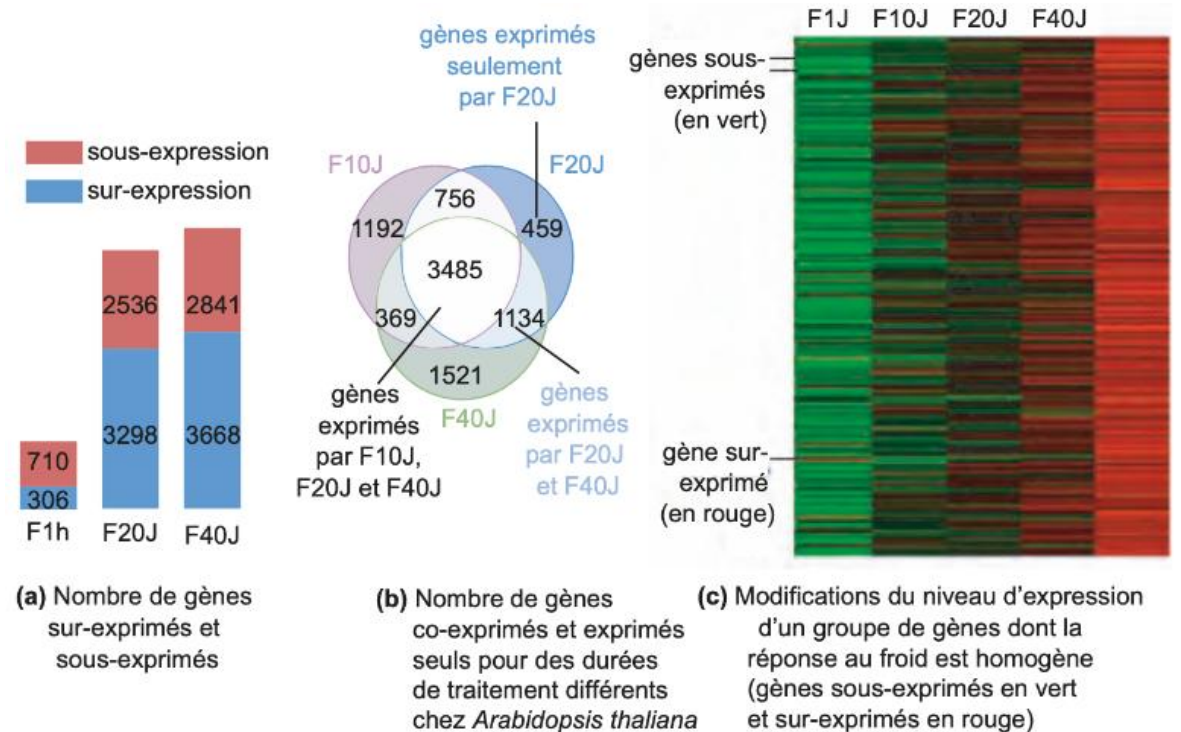 sous-expression
sur-expression
2536
2841
3298
3668
710
306
F1h
F20J
F40J
(a) Nombre de gènes
sur-exprimés et
sous-exprimés
gènes exprimés
seulement
par F20J
F10J
F20J
756
1192
459
3485
369
1134
1521
F40J
gènes
exprimés
par F10J,
F20J et F40J
gènes
exprimés
par F20J
et F40J
(b) Nombre de gènes
co-exprimés et exprimés
seuls pour des durées
de traitement différents
chez Arabidopsis thaliana
F1J F10J F20J F40J
gènes sous-
exprimés
(en vert)
gène sur-
exprimé
(en rouge)
(c) Modifications du niveau d'expression
d'un groupe de gènes dont la
réponse au froid est homogène
(gènes sous-exprimés en vert
et sur-exprimés en rouge)